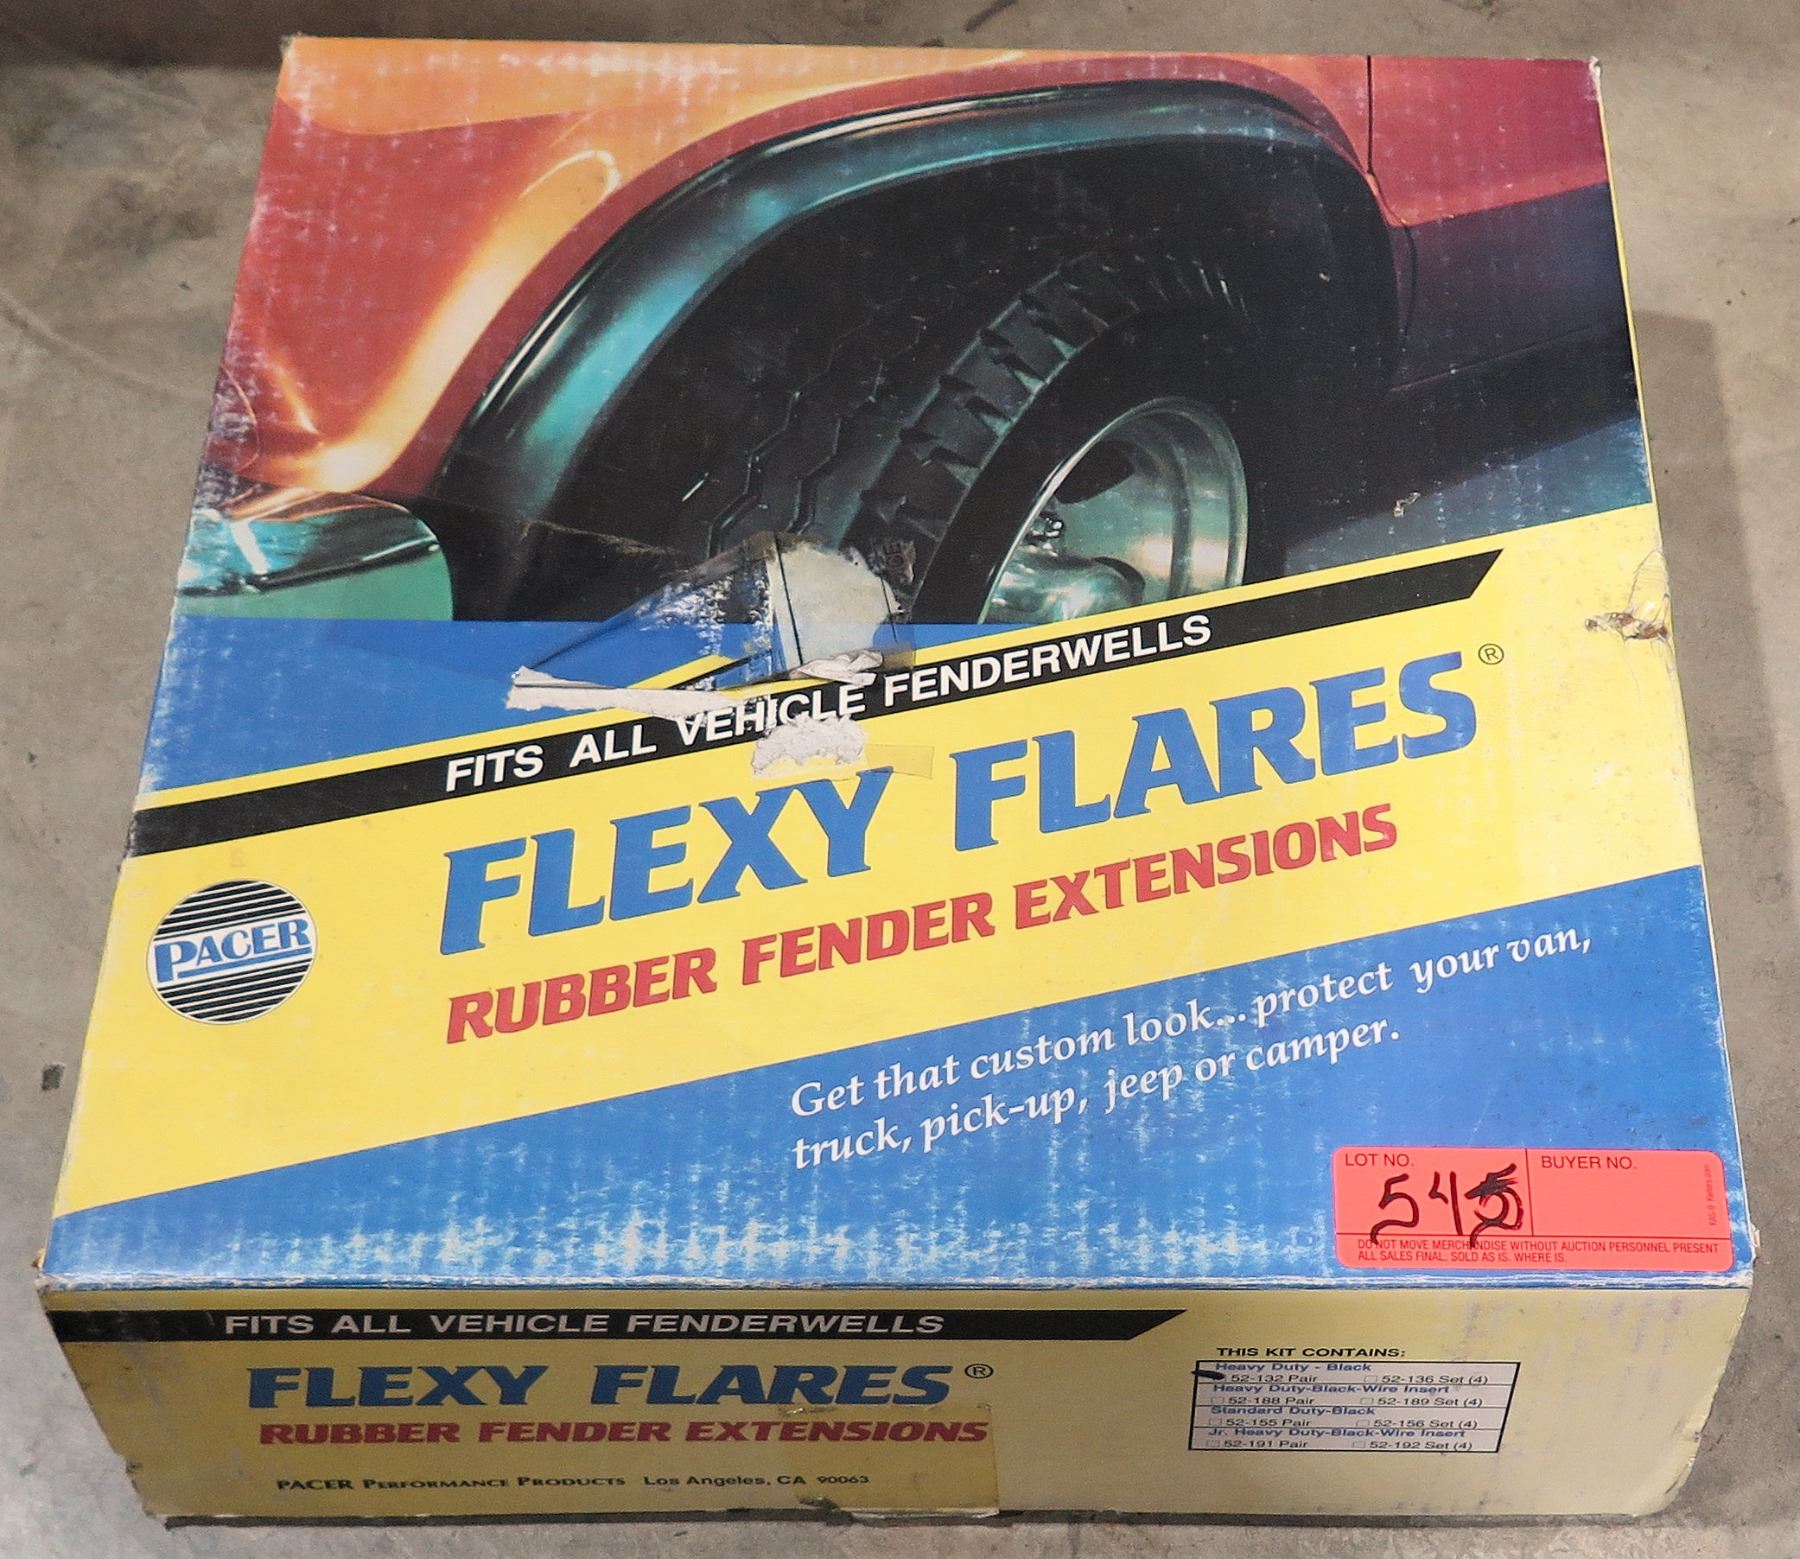 FITS ALL VEHICLE FENDERWELLS
FLEXY FLARES®
RUBBER FENDER EXTENSIONS
PACER
Get that custom look... protect your van,
truck, pick-up, jeep or camper.
LOT NO. BUYER NO.
545
DO NOT MOVE MERCHANDISE WITHOUT AUCTION PERSONNEL PRESENT
ALL SALES FINAL. SOLD AS IS. WHERE IS.
FITS ALL VEHICLE FENDERWELLS
FLEXY FLARES®
RUBBER FENDER EXTENSIONS
PACER PERFORMANCE PRODUCTS Los Angeles, CA 90063
THIS KIT CONTAINS:
Heavy Duty - Black
52-132 Pair 52-136 Set (4)
Heavy Duty-Black-Wire Insert
52-188 Pair 52-189 Set (4)
Standard Duty-Black
52-155 Pair 52-156 Set (4)
Jr. Heavy Duty-Black-Wire Insert
52-191 Pair 52-192 Set (4)